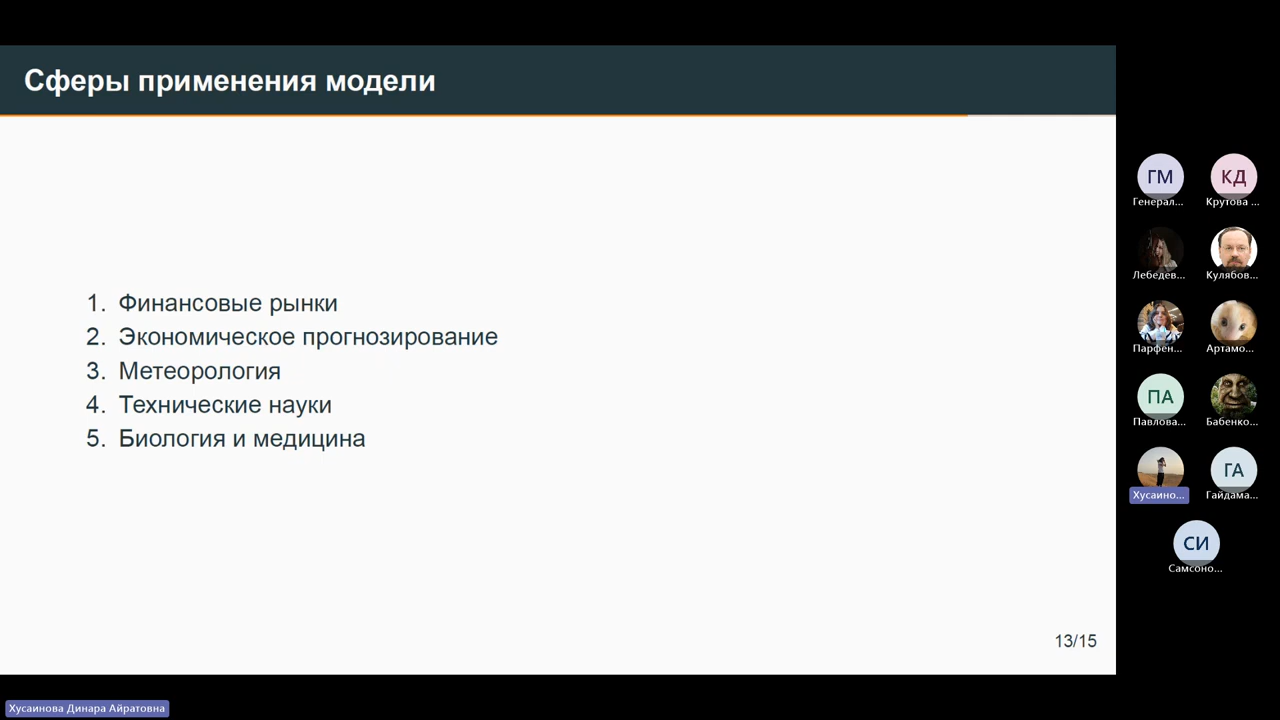 Сферы применения модели
1. Финансовые рынки
2. Экономическое прогнозирование
3. Метеорология
4. Технические науки
5. Биология и медицина
13/15
ГМ
Генерал...
КД
Крутова ...
Лебедев...
Кулябов...
Парфён...
Артамо...
ПА
Павлова...
Бабенко...
Хусаино...
ГА
Гайдама...
СИ
Самсоно...
Хусаинова Динара Айратовна